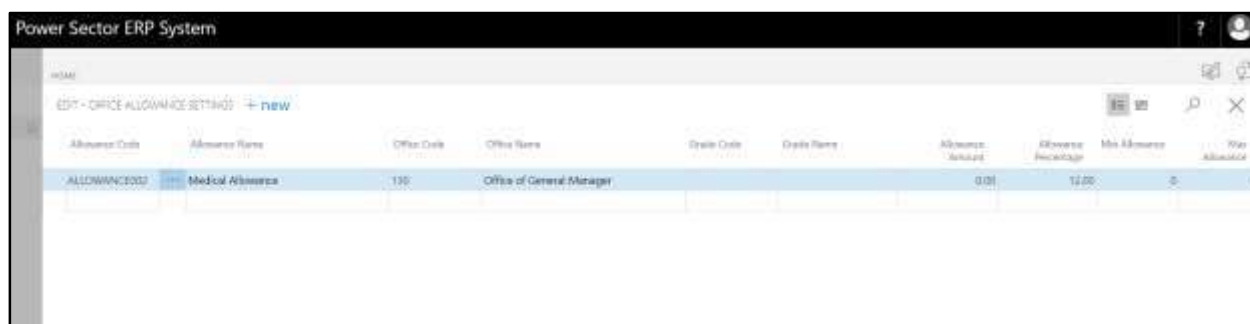 Power Sector ERP System ?
HOME
EDIT - OFFICE ALLOWANCE SETTINGS + new
Allowance Code Allowance Name Office Code Office Name Grade Code Grade Name Allowance Amount Allowance Percentage Min Allowance Max Allowance
ALLOWANCE002 ... Medical Allowance 130 Office of General Manager 0.00 12.00 0